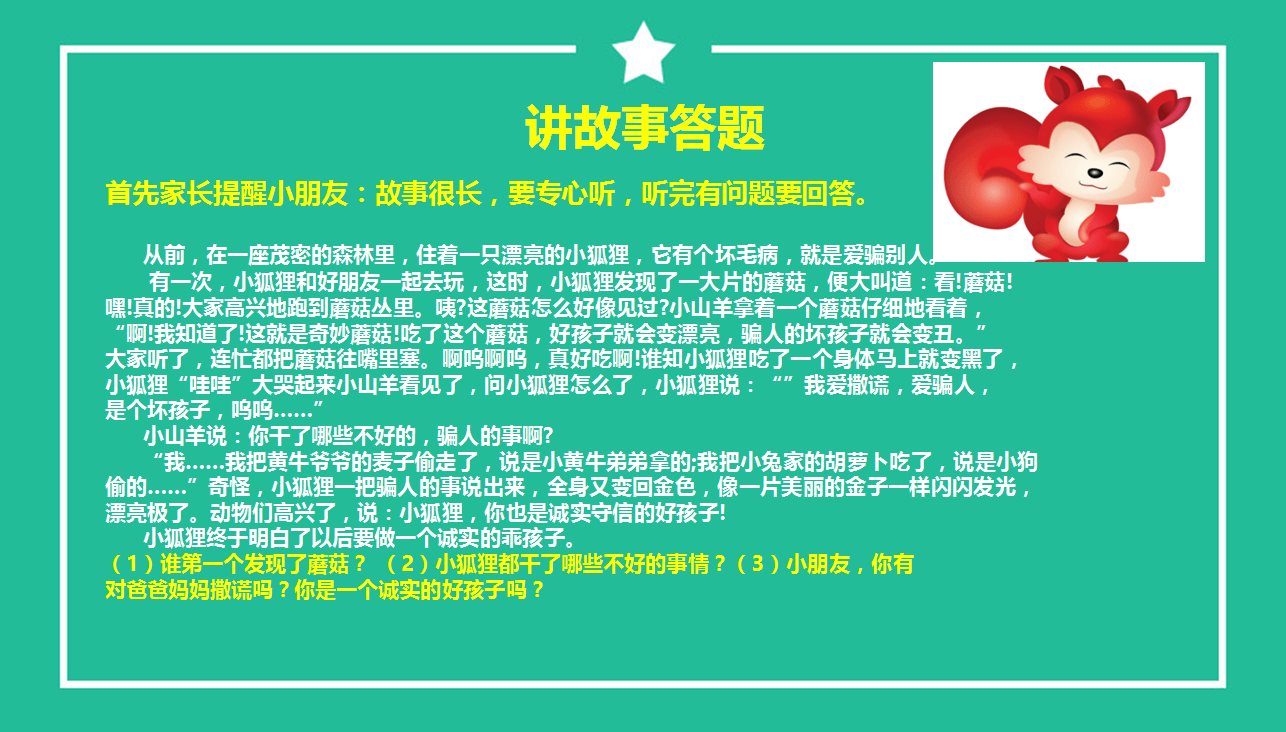 讲故事答题
首先家长提醒小朋友：故事很长，要专心听，听完有问题要回答。
从前，在一座茂密的森林里，住着一只漂亮的小狐狸，它有个坏毛病，就是爱骗别人。
有一次，小狐狸和好朋友一起去玩，这时，小狐狸发现了一大片的蘑菇，便大叫道：看!蘑菇!
嘿!真的!大家高兴地跑到蘑菇丛里。咦?这蘑菇怎么好像见过?小山羊拿着一个蘑菇仔细地看着，
“啊!我知道了!这就是奇妙蘑菇!吃了这个蘑菇，好孩子就会变漂亮，骗人的坏孩子就会变丑。”
大家听了，连忙都把蘑菇往嘴里塞。啊呜啊呜，真好吃啊!谁知小狐狸吃了一个身体马上就变黑了，
小狐狸“哇哇”大哭起来小山羊看见了，问小狐狸怎么了，小狐狸说：“”我爱撒谎，爱骗人，
是个坏孩子，呜呜......”
小山羊说：你干了哪些不好的，骗人的事啊?
“我......我把黄牛爷爷的麦子偷走了，说是小黄牛弟弟拿的;我把小兔家的胡萝卜吃了，说是小狗
偷的......”奇怪，小狐狸一把骗人的事说出来，全身又变回金色，像一片美丽的金子一样闪闪发光，
漂亮极了。动物们高兴了，说：小狐狸，你也是诚实守信的好孩子!
小狐狸终于明白了以后要做一个诚实的乖孩子。
（1）谁第一个发现了蘑菇？ （2）小狐狸都干了哪些不好的事情？（3）小朋友，你有
对爸爸妈妈撒谎吗？你是一个诚实的好孩子吗？